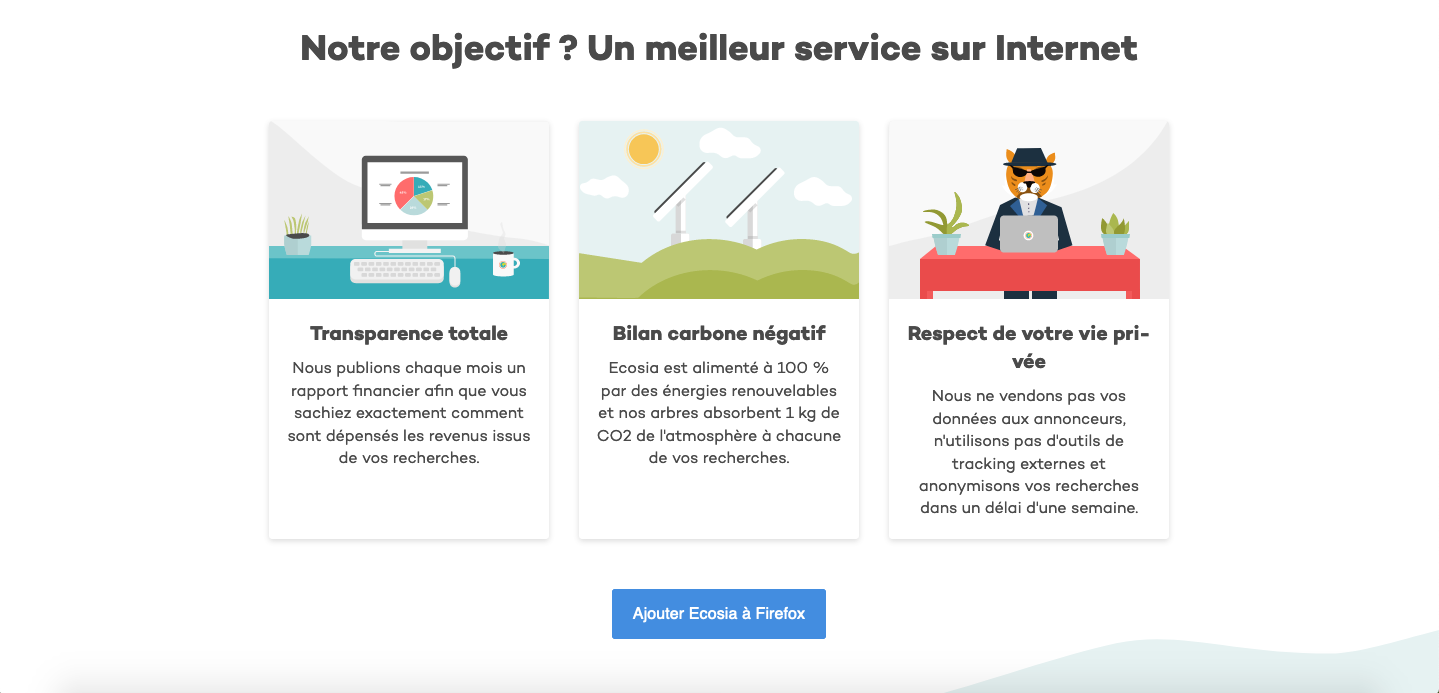 Notre objectif ? Un meilleur service sur Internet
Transparence totale
Nous publions chaque mois un
rapport financier afin que vous
sachiez exactement comment
sont dépensés les revenus issus
de vos recherches.
Bilan carbone négatif
Ecosia est alimenté à 100 %
par des énergies renouvelables
et nos arbres absorbent 1 kg de
CO2 de l'atmosphère à chacune
de vos recherches.
Respect de votre vie pri-
vée
Nous ne vendons pas vos
données aux annonceurs,
n'utilisons pas d'outils de
tracking externes et
anonymisons vos recherches
dans un délai d'une semaine.
Ajouter Ecosia à Firefox